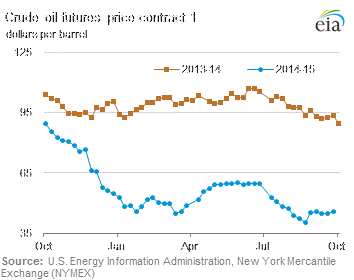 Crude oil futures price contract 1
dollars per barrel
eia
125
2013-14
2014-15
95
65
35
Oct
Jan
Apr
Jul
Oct
Source: U.S. Energy Information Administration, New York Mercantile
Exchange (NYMEX)